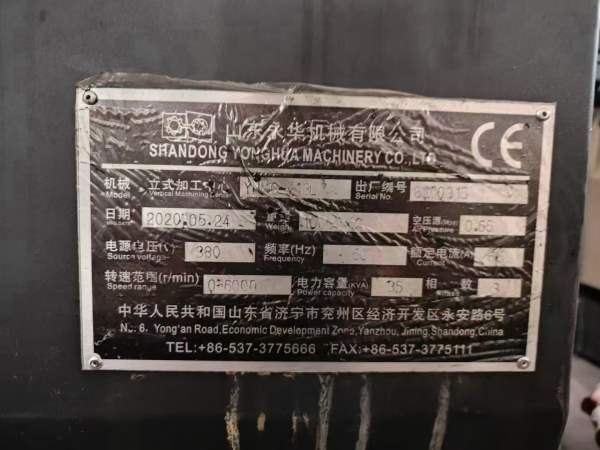 山东永华机械有限公司
SHANDONG YONGHUA MACHINERY CO., LTD
CE
机械 立式加工中心 出厂编号
Model Vertical Machining Center Serial No.
日期 2020.05.24 空压源(Mpa) 0.55
Weight Air Pressure
电源电压(V) 380 频率(Hz) 额定电流(A)
Source voltage Frequency Current
转速范围(r/min) 电力容量(KVA) 35 相数 3
Speed range Power capacity
中华人民共和国山东省济宁市兖州区经济开发区永安路6号
No. 6, Yong'an Road, Economic Development Zone, Yanzhou, Jining, Shandong, China
TEL:+86-537-3775666 FAX:+86-537-3775111